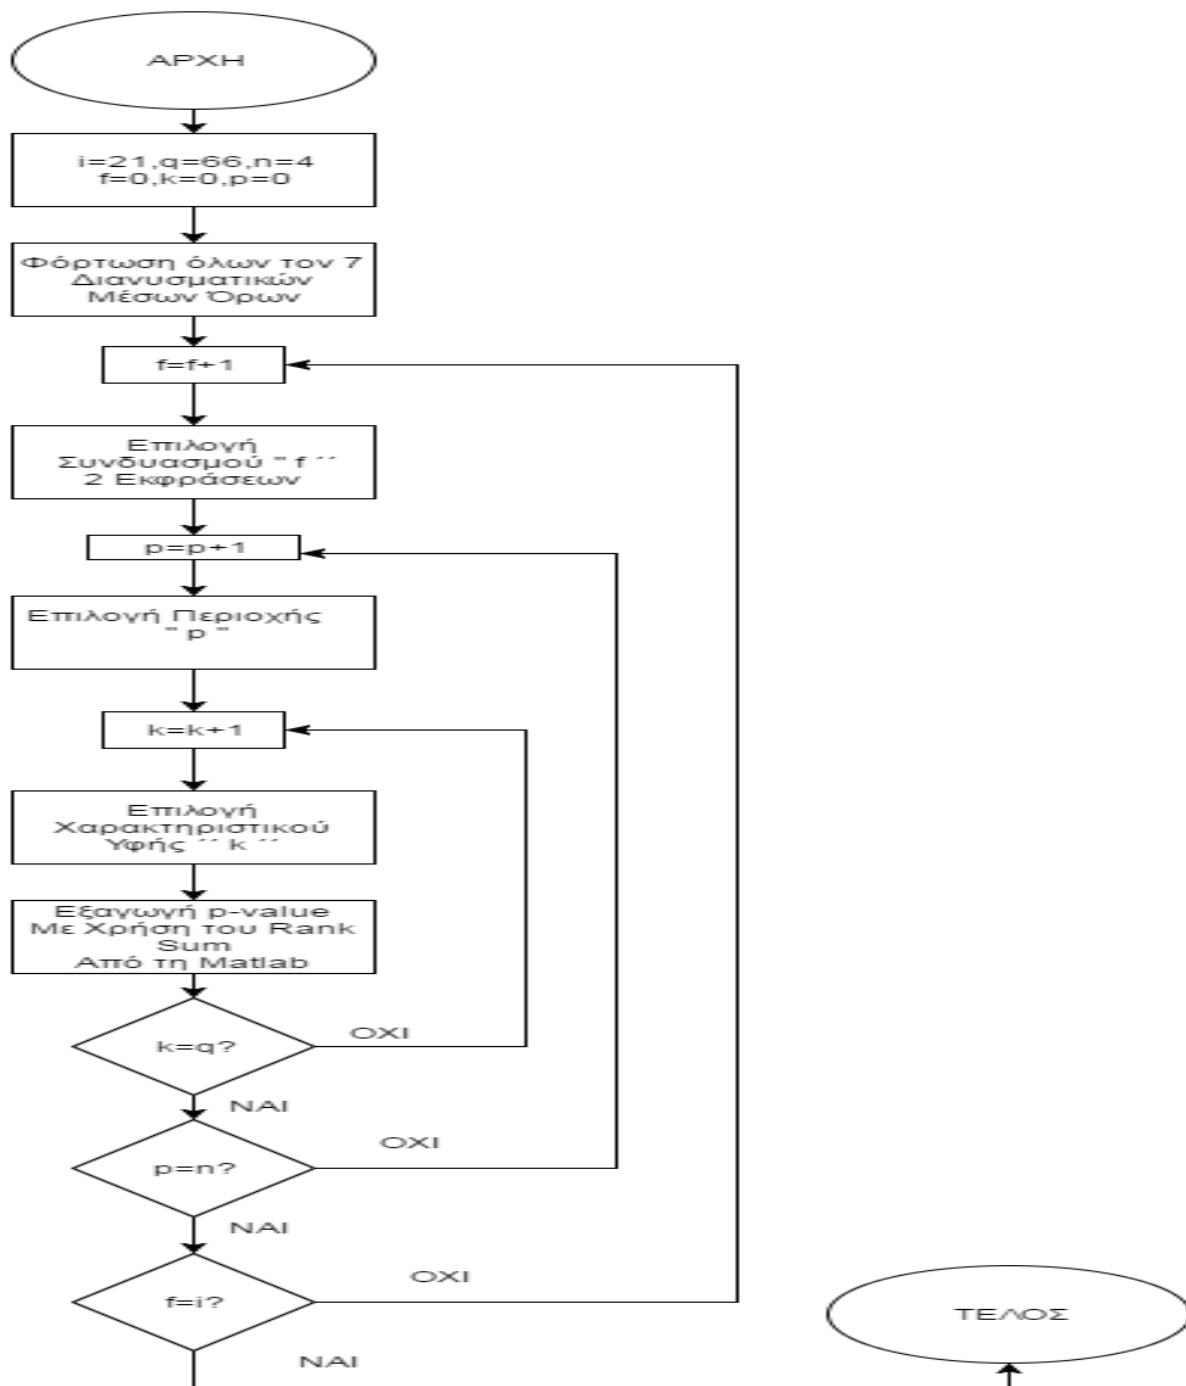 ΑΡΧΗ
i=21,q=66,n=4
f=0,k=0,p=0
Φόρτωση όλων τον 7
Διανυσματικών
Μέσων Όρων
f=f+1
Επιλογή
Συνδυασμού " f ´´
2 Εκφράσεων
p=p+1
Επιλογή Περιοχής
" p "
k=k+1
Επιλογή
Χαρακτηριστικού
Υφής ´´ k ´´
Εξαγωγή p-value
Με Χρήση του Rank
Sum
Από τη Matlab
k=q?
ΟΧΙ
ΝΑΙ
p=n?
ΟΧΙ
ΝΑΙ
f=i?
ΟΧΙ
ΝΑΙ
ΤΕΛΟΣ